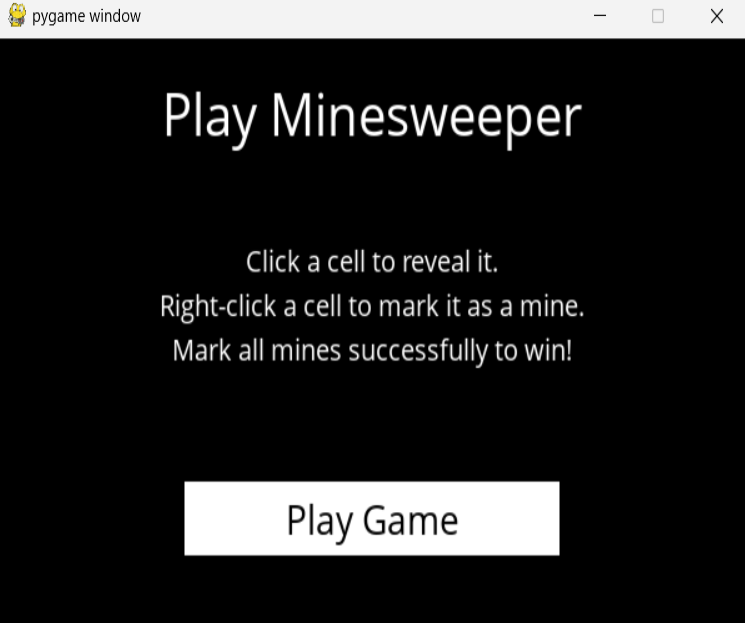 pygame window
Play Minesweeper
Click a cell to reveal it.
Right-click a cell to mark it as a mine.
Mark all mines successfully to win!
Play Game